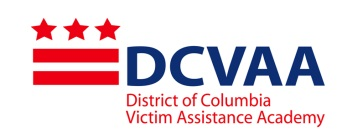 DCVAA
District of Columbia
Victim Assistance Academy